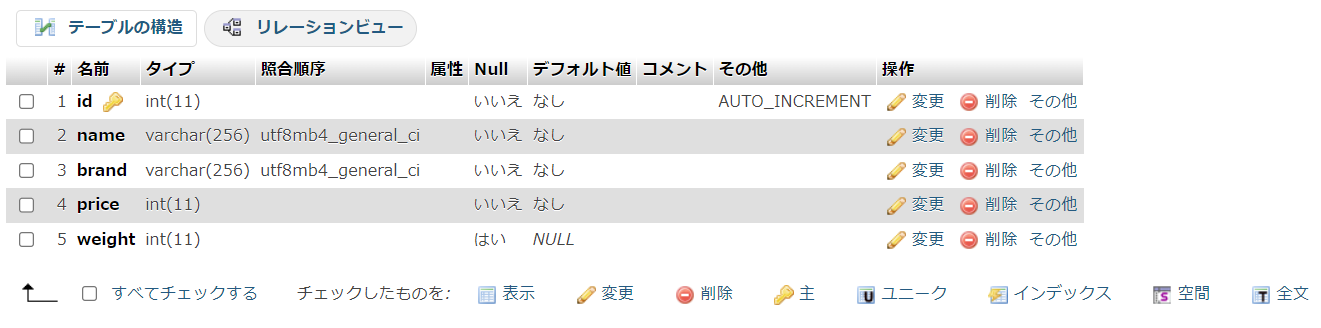 テーブルの構造 リレーションビュー
# 名前 タイプ 照合順序 属性 Null デフォルト値 コメント その他 操作
1 id int(11) いいえ なし AUTO_INCREMENT 変更 削除 その他
2 name varchar(256) utf8mb4_general_ci いいえ なし 変更 削除 その他
3 brand varchar(256) utf8mb4_general_ci いいえ なし 変更 削除 その他
4 price int(11) いいえ なし 変更 削除 その他
5 weight int(11) はい NULL 変更 削除 その他
すべてチェックする チェックしたものを: 表示 変更 削除 主 ユニーク インデックス 空間 全文